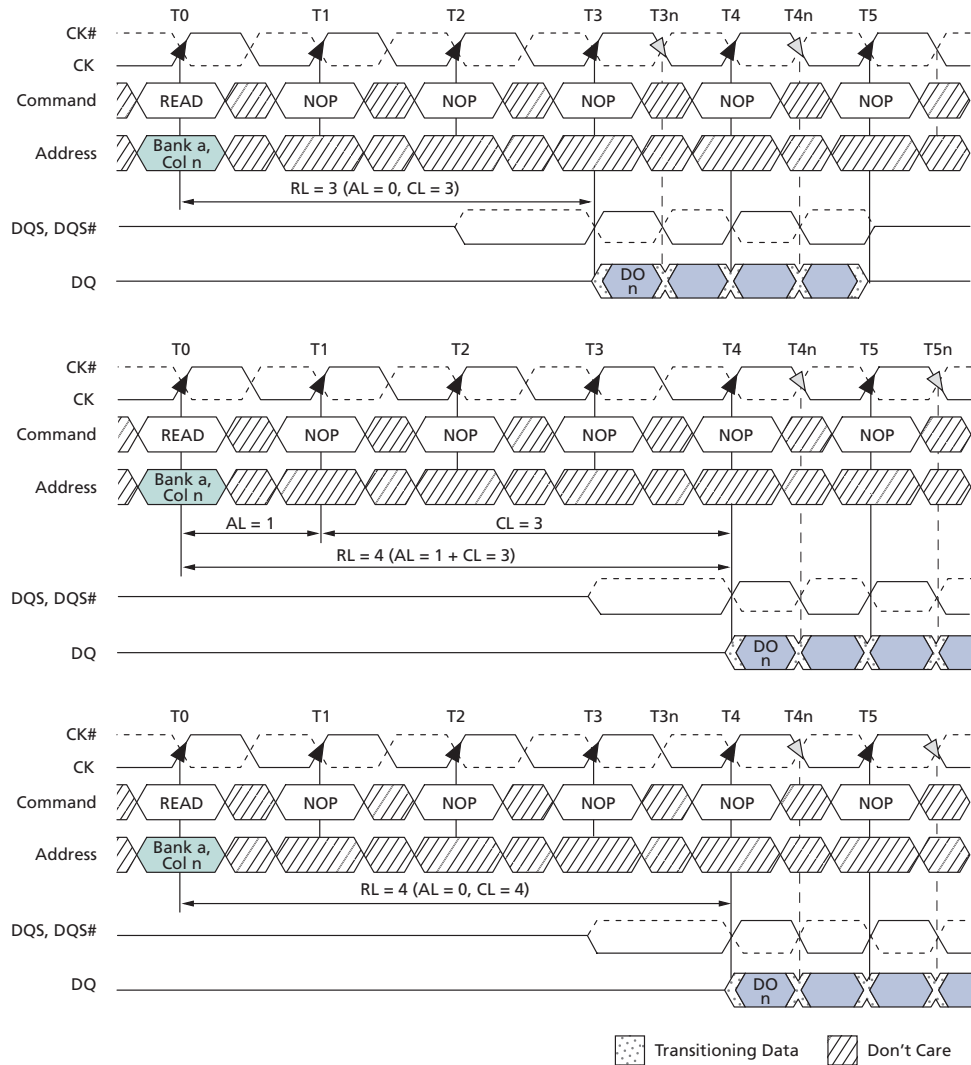 T0 T1 T2 T3 T3n T4 T4n T5
CK#
CK
Command READ NOP NOP NOP NOP NOP
Address Bank a,
Col n
RL = 3 (AL = 0, CL = 3)
DQS, DQS#
DQ DO
n
T0 T1 T2 T3 T4 T4n T5 T5n
CK#
CK
Command READ NOP NOP NOP NOP NOP
Address Bank a,
Col n
AL = 1 CL = 3
RL = 4 (AL = 1 + CL = 3)
DQS, DQS#
DQ DO
n
T0 T1 T2 T3 T3n T4 T4n T5
CK#
CK
Command READ NOP NOP NOP NOP NOP
Address Bank a,
Col n
RL = 4 (AL = 0, CL = 4)
DQS, DQS#
DQ DO
n
Transitioning Data Don't Care